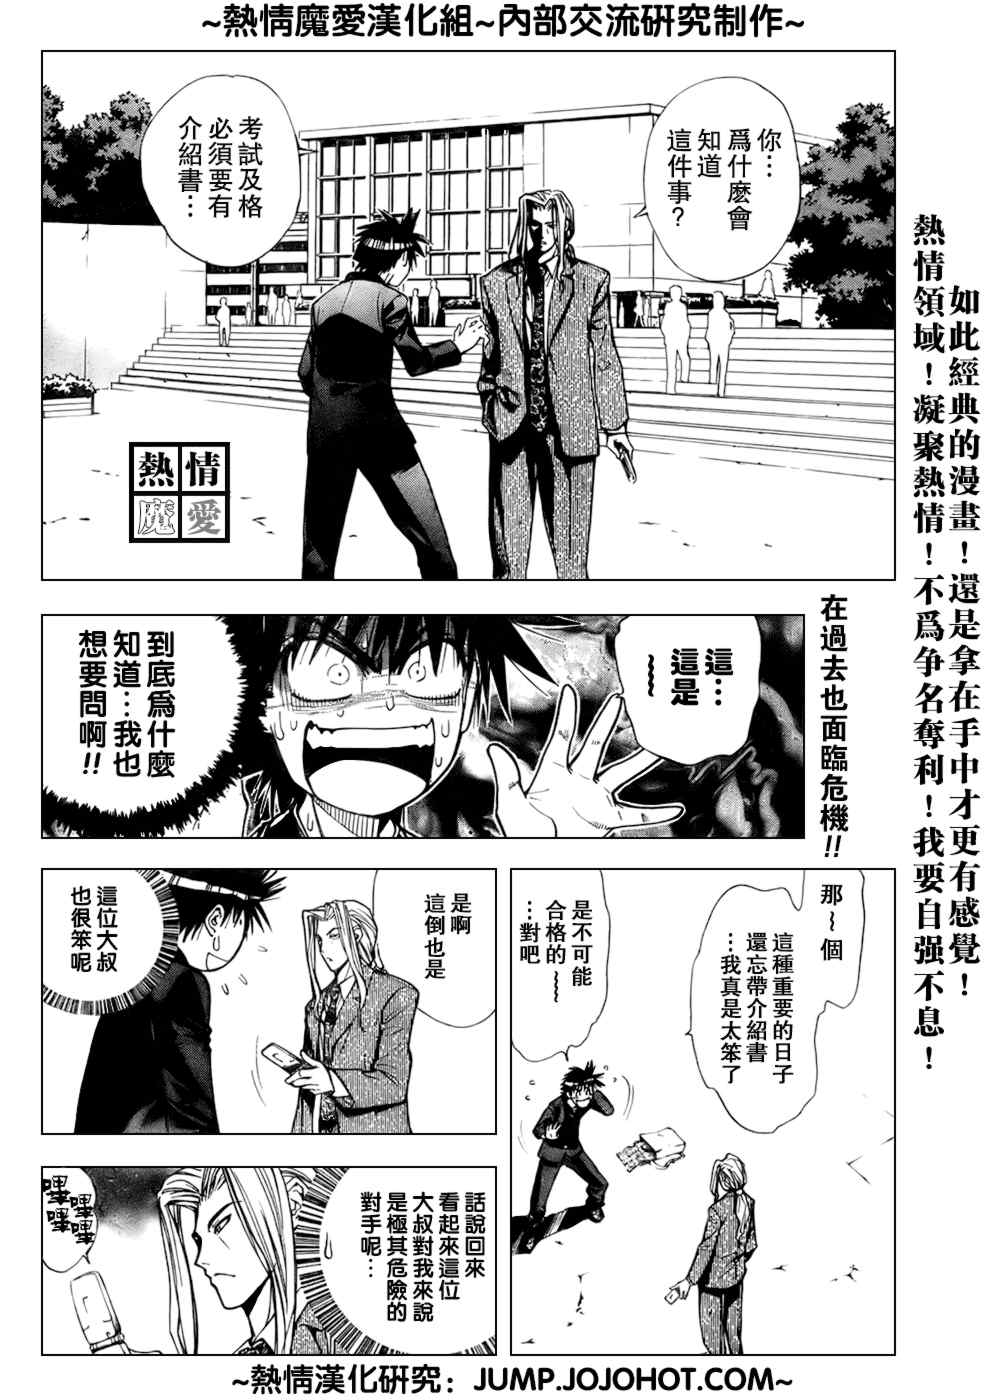 ~熱情魔愛漢化組~內部交流研究制作~
你…
爲什麽會
知道
這件事?
考試及格
必須要有
介紹書…
熱情
魔愛
如此經典的漫畫！還是拿在手中才更有感覺！
熱情領域！凝聚熱情！不爲争名奪利！我要自强不息！
在過去也面臨危機!!
這…
這是
~~
到底為什麼
知道…我也
想要問啊!!
那~個
這種重要的日子
還忘帶介紹書
…我真是太笨了
是不可能
合格的~~
…對吧
是啊
這倒也是
這位大叔
也很笨呢
話說回來
看起來這位
大叔對我來說
是極其危險的
對手呢…
嗶嗶嗶
嗶嗶
~熱情漢化研究：JUMP.JOJOHOT.COM~